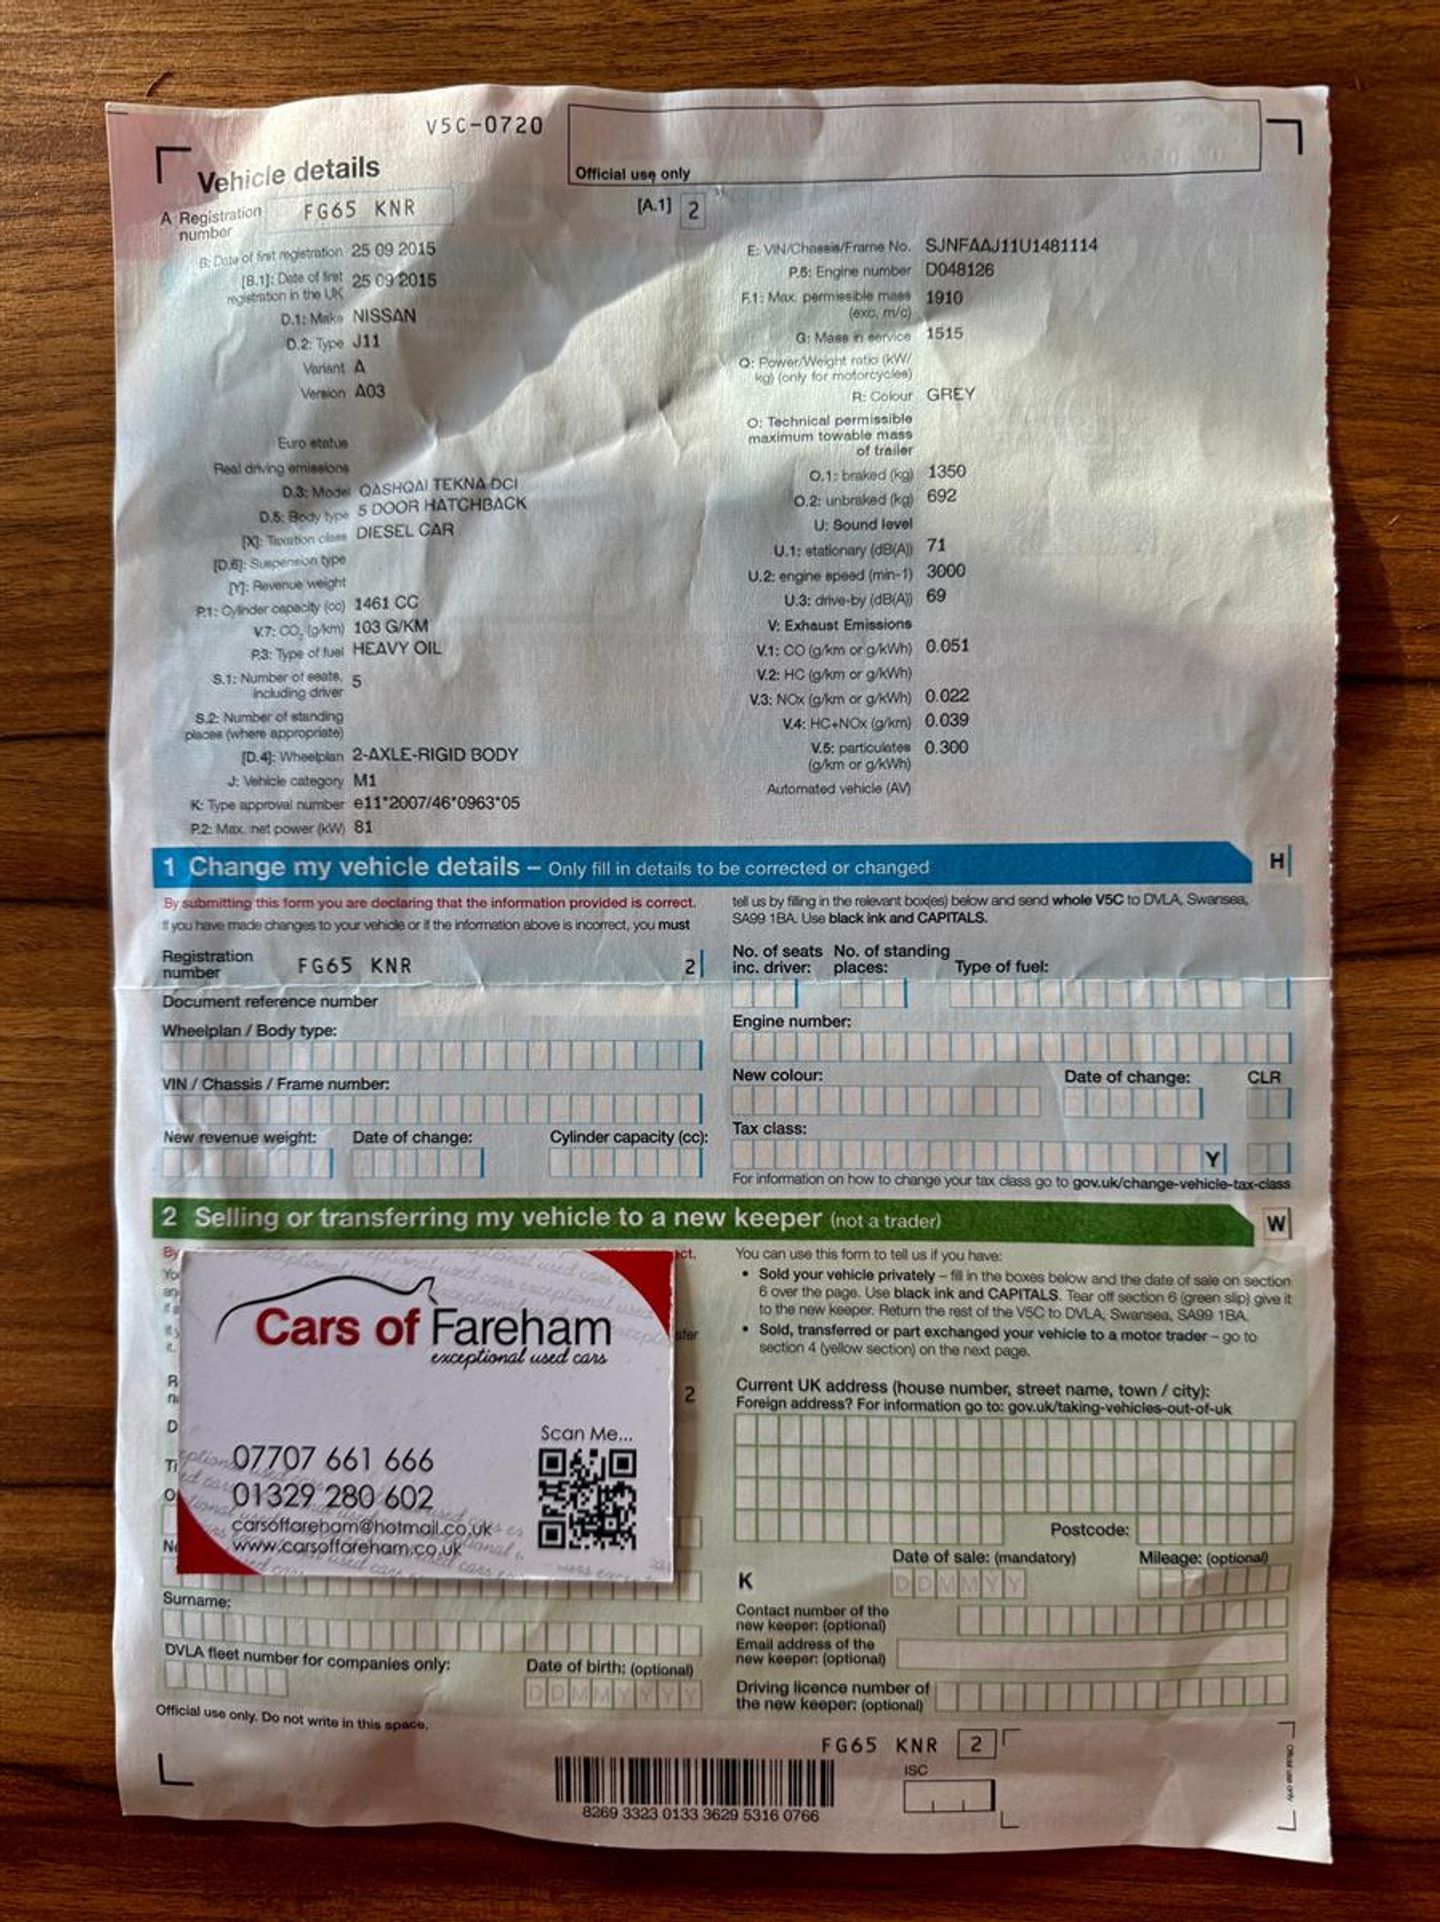 V5C-0720
Official use only
Vehicle details
A Registration number FG65 KNR
[A.1] 2
B: Date of first registration 25 09 2015
[B.1]: Date of first registration in the UK 25 09 2015
D.1: Make NISSAN
D.2: Type J11
Variant A
Version A03
Euro status
Real driving emissions
D.3: Model QASHQAI TEKNA DCI
D.5: Body type 5 DOOR HATCHBACK
[X]: Taxation class DIESEL CAR
[D.6]: Suspension type
[Y]: Revenue weight
P.1: Cylinder capacity (cc) 1461 CC
V.7: CO₂ (g/km) 103 G/KM
P.3: Type of fuel HEAVY OIL
S.1: Number of seats, including driver 5
S.2: Number of standing places (where appropriate)
[D.4]: Wheelplan 2-AXLE-RIGID BODY
J: Vehicle category M1
K: Type approval number e11*2007/46*0963*05
P.2: Max. net power (kW) 81
E: VIN/Chassis/Frame No. SJNFAAJ11U1481114
P.5: Engine number D048126
F.1: Max. permissible mass (exc. m/c) 1910
G: Mass in service 1515
Q: Power/Weight ratio (kW/kg) (only for motorcycles)
R: Colour GREY
O: Technical permissible maximum towable mass of trailer
O.1: braked (kg) 1350
O.2: unbraked (kg) 692
U: Sound level
U.1: stationary (dB(A)) 71
U.2: engine speed (min-1) 3000
U.3: drive-by (dB(A)) 69
V: Exhaust Emissions
V.1: CO (g/km or g/kWh) 0.051
V.2: HC (g/km or g/kWh)
V.3: NOx (g/km or g/kWh) 0.022
V.4: HC+NOx (g/km) 0.039
V.5: particulates (g/km or g/kWh) 0.300
Automated vehicle (AV)
1 Change my vehicle details – Only fill in details to be corrected or changed
H
By submitting this form you are declaring that the information provided is correct.
If you have made changes to your vehicle or if the information above is incorrect, you must
tell us by filling in the relevant box(es) below and send whole V5C to DVLA, Swansea,
SA99 1BA. Use black ink and CAPITALS.
Registration number FG65 KNR 2
Document reference number
Wheelplan / Body type:
VIN / Chassis / Frame number:
New revenue weight: Date of change: Cylinder capacity (cc):
No. of seats inc. driver: No. of standing places: Type of fuel:
Engine number:
New colour: Date of change: CLR
Tax class:
Y
For information on how to change your tax class go to gov.uk/change-vehicle-tax-class
2 Selling or transferring my vehicle to a new keeper (not a trader)
W
By
ct.
Cars of Fareham
exceptional used cars
Scan Me...
07707 661 666
01329 280 602
carsoffareham@hotmail.co.uk
www.carsoffareham.co.uk
2
Surname:
DVLA fleet number for companies only: Date of birth: (optional)
DDMMYYYY
Official use only. Do not write in this space.
You can use this form to tell us if you have:
• Sold your vehicle privately – fill in the boxes below and the date of sale on section
6 over the page. Use black ink and CAPITALS. Tear off section 6 (green slip) give it
to the new keeper. Return the rest of the V5C to DVLA, Swansea, SA99 1BA.
• Sold, transferred or part exchanged your vehicle to a motor trader – go to
section 4 (yellow section) on the next page.
Current UK address (house number, street name, town / city):
Foreign address? For information go to: gov.uk/taking-vehicles-out-of-uk
Postcode:
Date of sale: (mandatory) Mileage: (optional)
K
DDMMYY
Contact number of the new keeper: (optional)
Email address of the new keeper: (optional)
Driving licence number of the new keeper: (optional)
FG65 KNR 2
ISC
8269 3323 0133 3629 5316 0766
Official use only